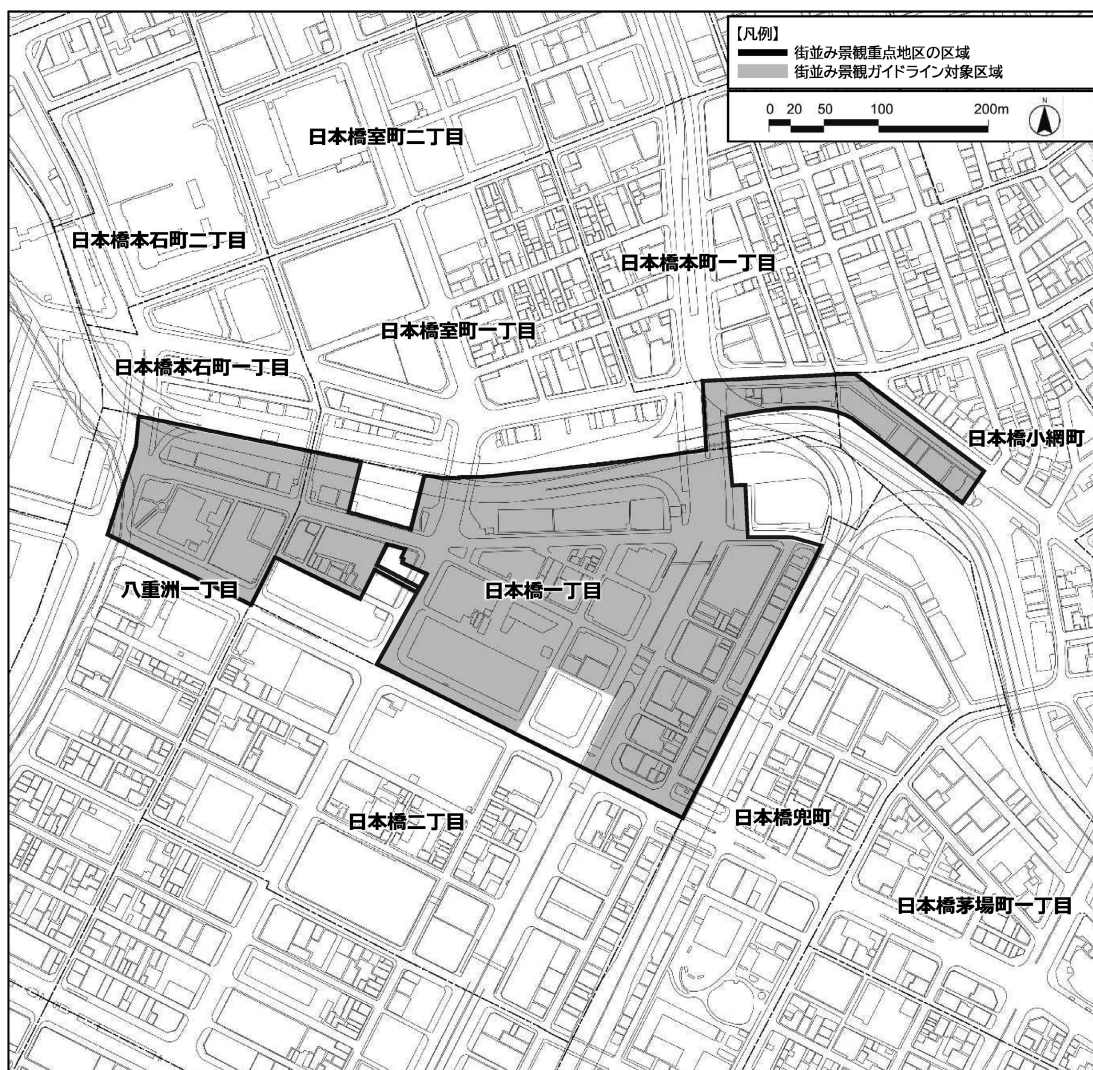 【凡例】
街並み景観重点地区の区域
街並み景観ガイドライン対象区域
0 20 50 100 200m
N
日本橋室町二丁目
日本橋本石町二丁目
日本橋本町一丁目
日本橋室町一丁目
日本橋本石町一丁目
日本橋小網町
八重洲一丁目
日本橋一丁目
日本橋二丁目
日本橋兜町
日本橋茅場町一丁目